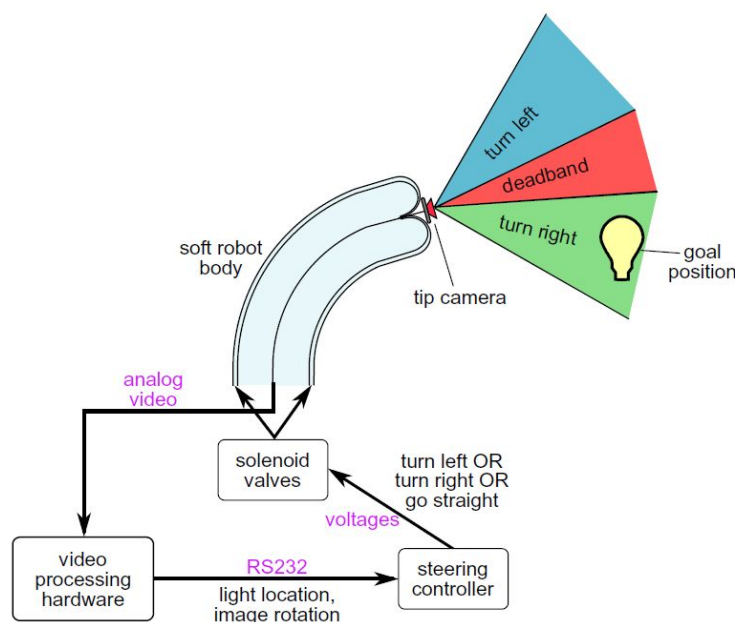 turn left
deadband
turn right
goal
position
soft robot
body
tip camera
analog
video
solenoid
valves
turn left OR
turn right OR
go straight
voltages
video
processing
hardware
RS232
light location,
image rotation
steering
controller